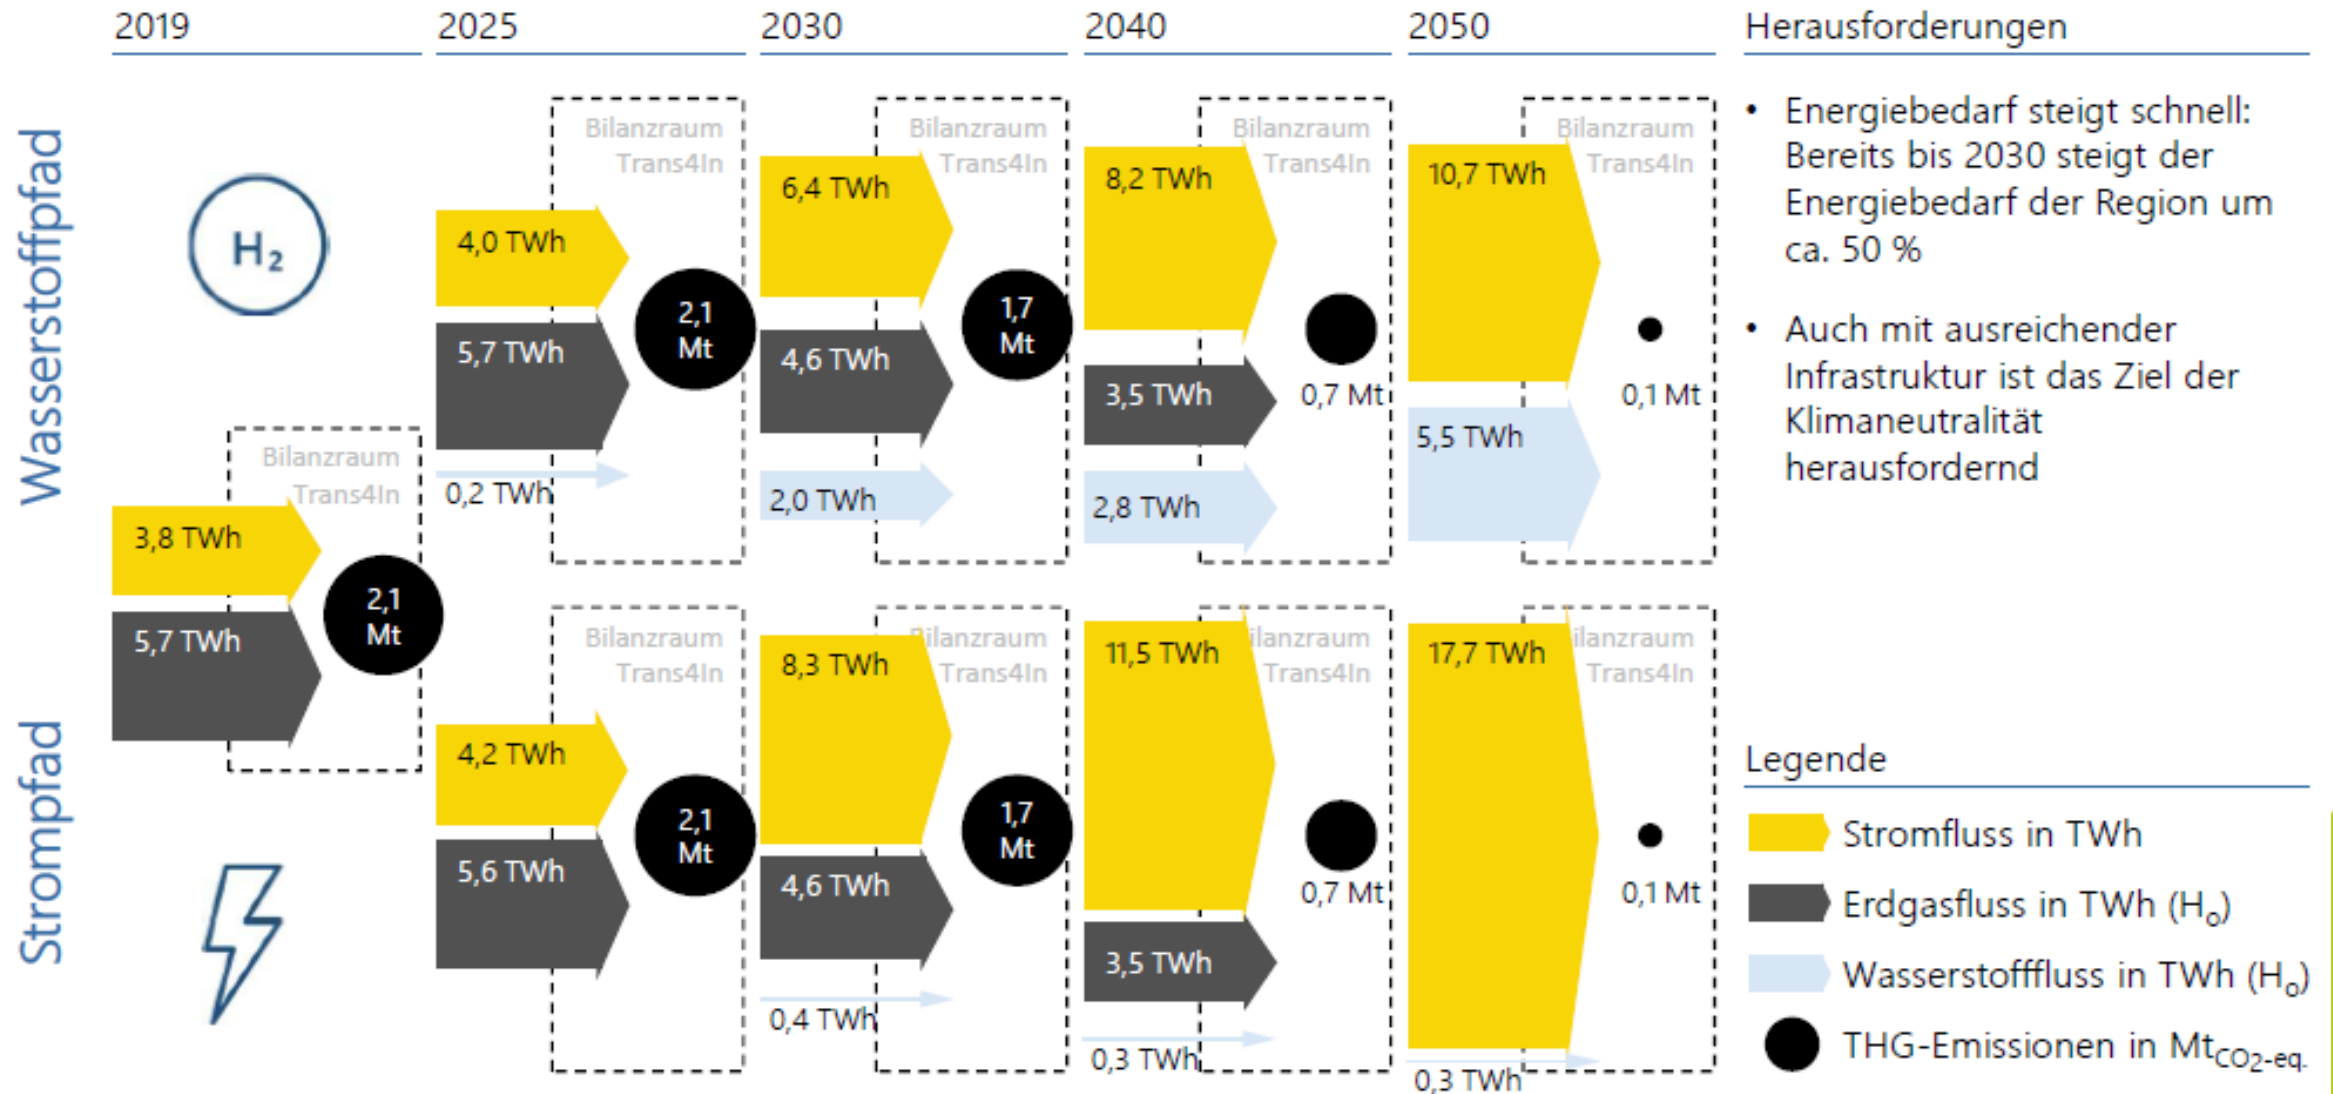 2019
2025
2030
2040
2050
Herausforderungen
Wasserstoffpfad
H₂
Bilanzraum
Trans4In
4,0 TWh
5,7 TWh
0,2 TWh
2,1
Mt
Bilanzraum
Trans4In
6,4 TWh
4,6 TWh
2,0 TWh
1,7
Mt
Bilanzraum
Trans4In
8,2 TWh
3,5 TWh
2,8 TWh
0,7 Mt
Bilanzraum
Trans4In
10,7 TWh
5,5 TWh
0,1 Mt
• Energiebedarf steigt schnell:
Bereits bis 2030 steigt der
Energiebedarf der Region um
ca. 50 %
• Auch mit ausreichender
Infrastruktur ist das Ziel der
Klimaneutralität
herausfordernd
Bilanzraum
Trans4In
3,8 TWh
5,7 TWh
2,1
Mt
Strompfad
Bilanzraum
Trans4In
4,2 TWh
5,6 TWh
2,1
Mt
Bilanzraum
Trans4In
8,3 TWh
4,6 TWh
0,4 TWh
1,7
Mt
Bilanzraum
Trans4In
11,5 TWh
3,5 TWh
0,3 TWh
0,7 Mt
Bilanzraum
Trans4In
17,7 TWh
0,3 TWh
0,1 Mt
Legende
Stromfluss in TWh
Erdgasfluss in TWh (Hₒ)
Wasserstofffluss in TWh (Hₒ)
THG-Emissionen in Mt CO2-eq.